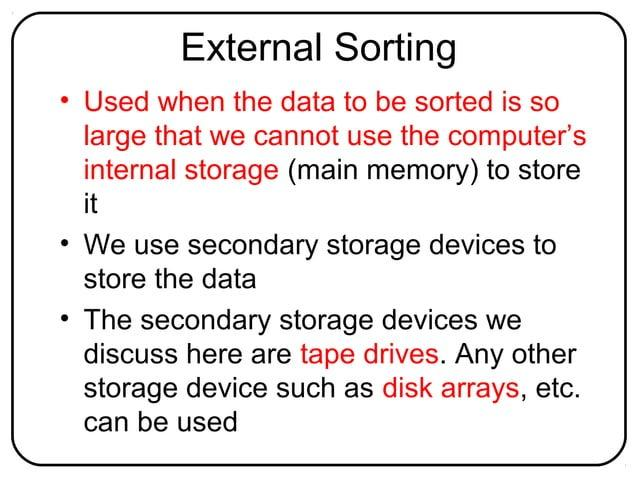 External Sorting
• Used when the data to be sorted is so
large that we cannot use the computer’s
internal storage (main memory) to store
it
• We use secondary storage devices to
store the data
• The secondary storage devices we
discuss here are tape drives. Any other
storage device such as disk arrays, etc.
can be used